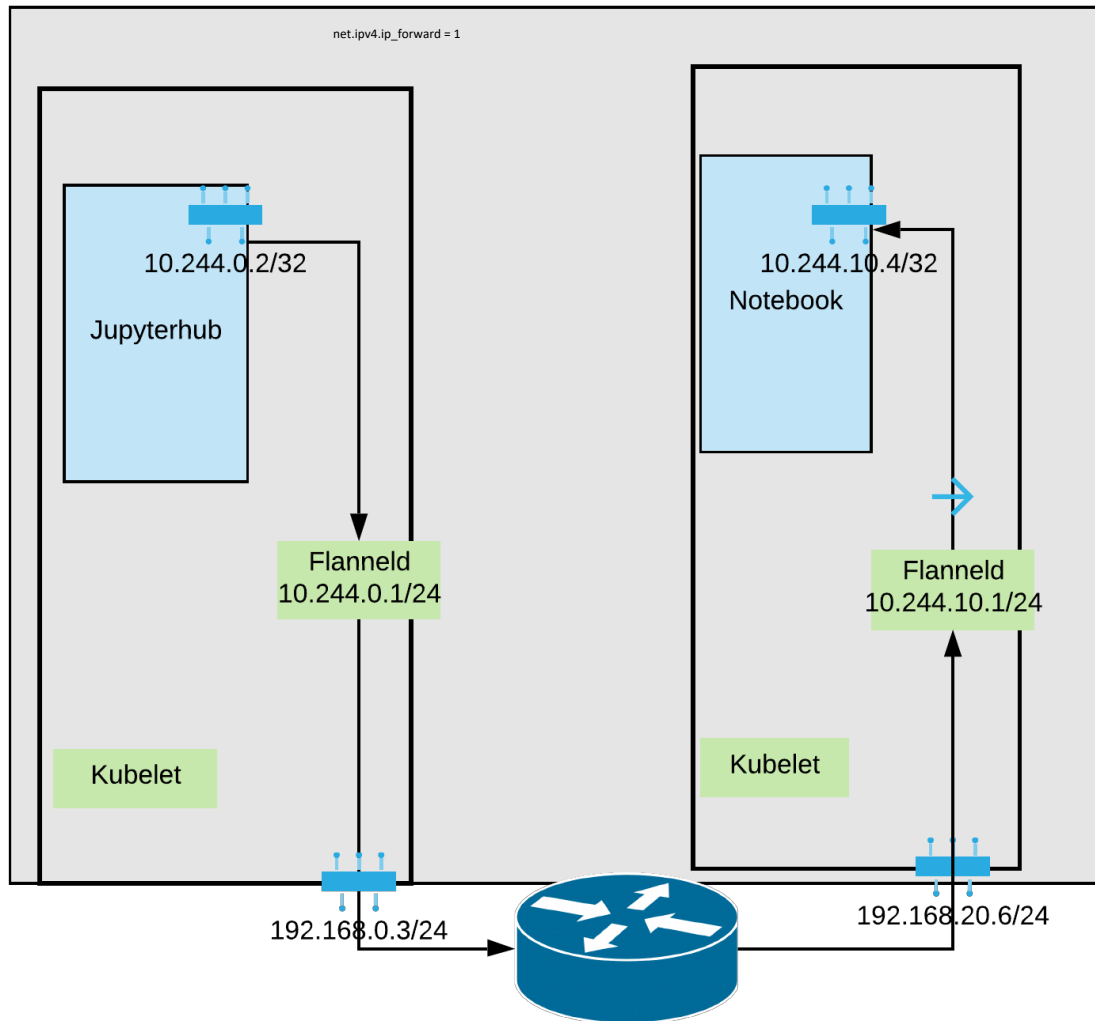 net.ipv4.ip_forward = 1
10.244.0.2/32
Jupyterhub
Flanneld
10.244.0.1/24
Kubelet
192.168.0.3/24
10.244.10.4/32
Notebook
Flanneld
10.244.10.1/24
Kubelet
192.168.20.6/24